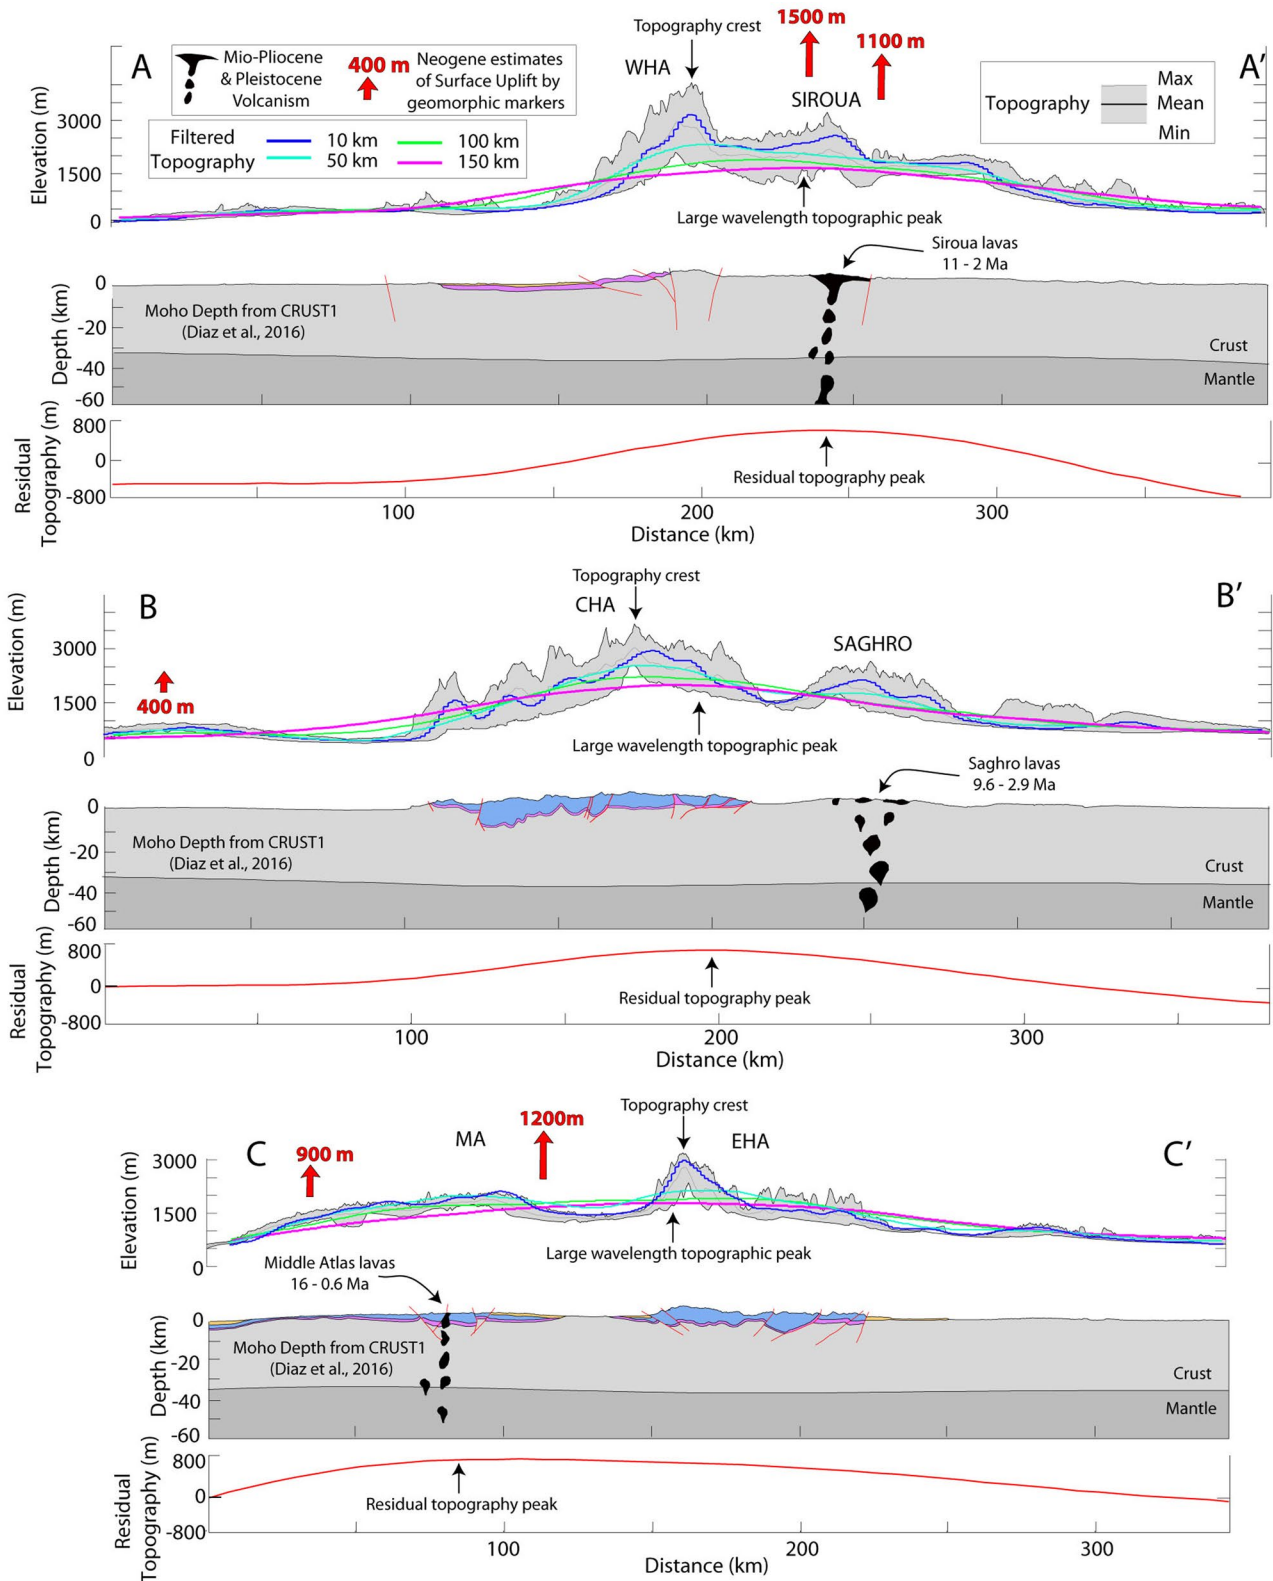 A
A′
Mio-Pliocene
& Pleistocene
Volcanism
400 m
Neogene estimates
of Surface Uplift by
geomorphic markers
Filtered
Topography
10 km
50 km
100 km
150 km
Topography crest
WHA
1500 m
1100 m
SIROUA
Topography
Max
Mean
Min
Elevation (m)
3000
1500
0
Large wavelength topographic peak
Siroua lavas
11 - 2 Ma
Depth (km)
0
-20
-40
-60
Moho Depth from CRUST1
(Diaz et al., 2016)
Crust
Mantle
Residual
Topography (m)
800
0
-800
Residual topography peak
100
200
300
Distance (km)
B
B′
Topography crest
CHA
SAGHRO
400 m
Elevation (m)
3000
1500
0
Large wavelength topographic peak
Saghro lavas
9.6 - 2.9 Ma
Depth (km)
0
-20
-40
-60
Moho Depth from CRUST1
(Diaz et al., 2016)
Crust
Mantle
Residual
Topography (m)
800
0
-800
Residual topography peak
100
200
300
Distance (km)
C
C′
Topography crest
MA
EHA
900 m
1200m
Elevation (m)
3000
1500
0
Large wavelength topographic peak
Middle Atlas lavas
16 - 0.6 Ma
Depth (km)
0
-20
-40
-60
Moho Depth from CRUST1
(Diaz et al., 2016)
Crust
Mantle
Residual
Topography (m)
800
0
-800
Residual topography peak
100
200
300
Distance (km)